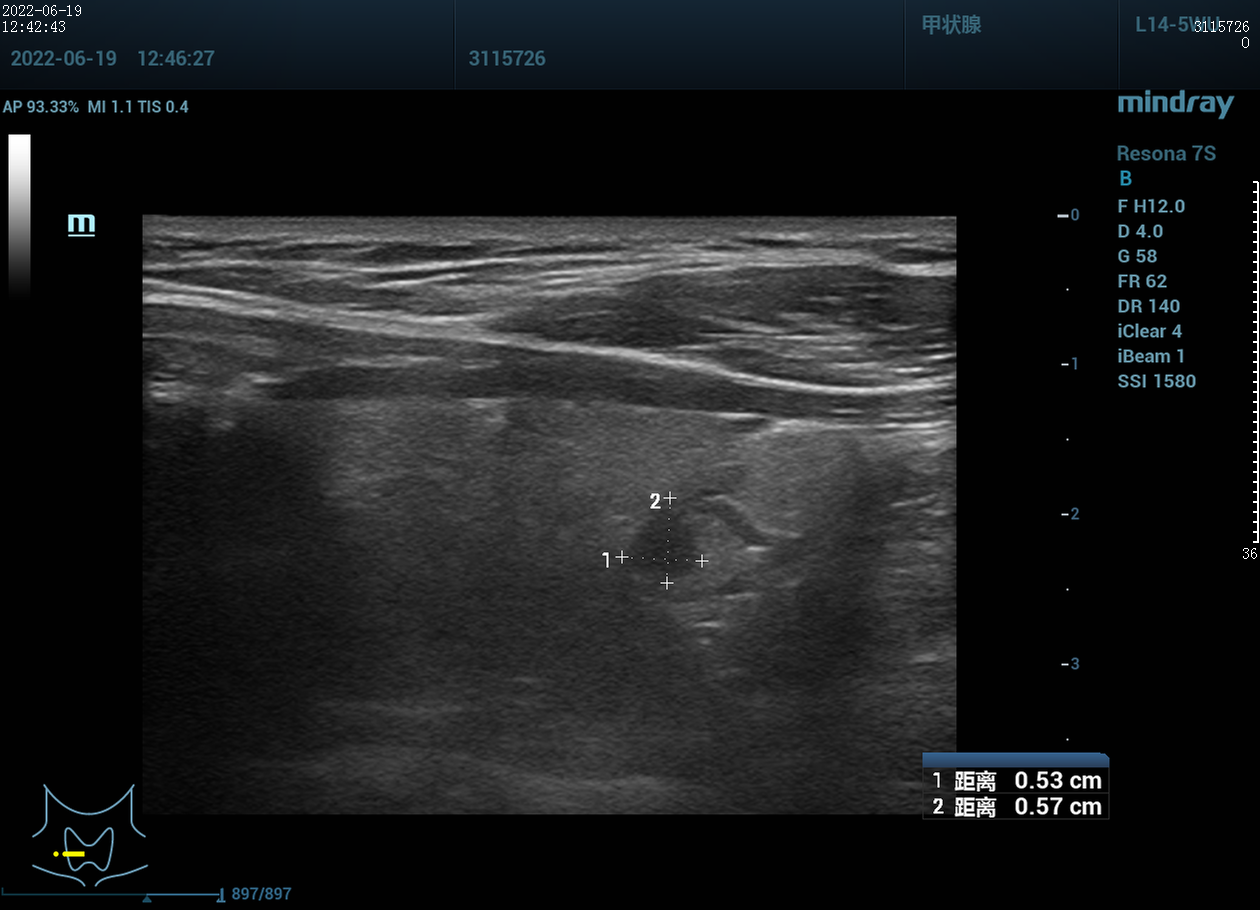 2022-06-19
12:42:43
2022-06-19 12:46:27
3115726
甲状腺
L14-5WU
3115726
0
AP 93.33% MI 1.1 TIS 0.4
mindray
m
Resona 7S
B
F H12.0
D 4.0
G 58
FR 62
DR 140
iClear 4
iBeam 1
SSI 1580
0
1
2
3
36
2
1
1 距离 0.53 cm
2 距离 0.57 cm
897/897